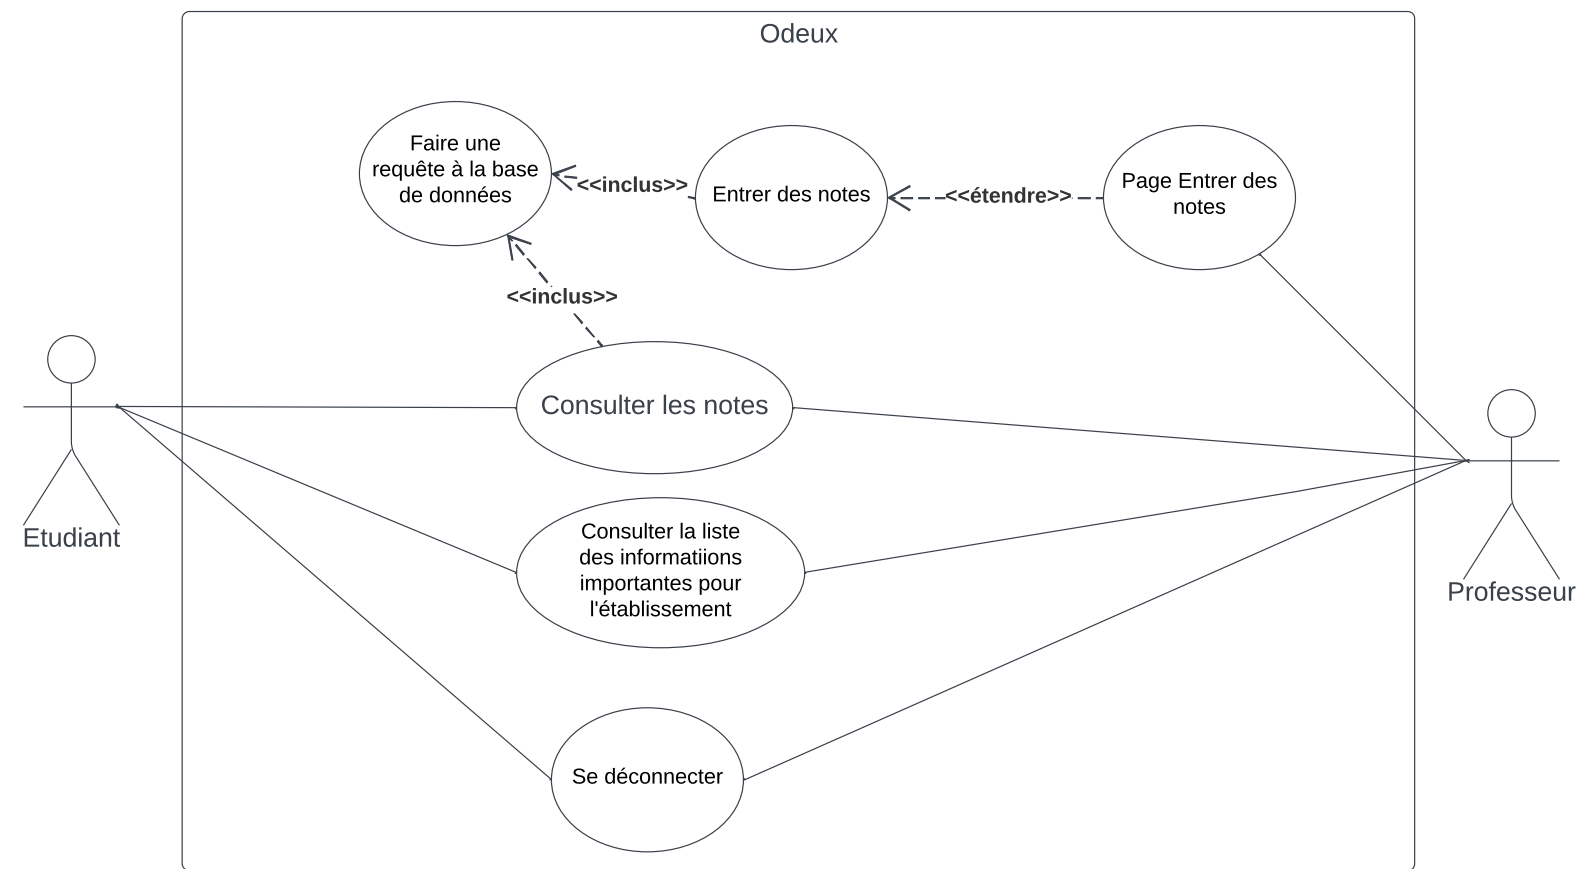 Odeux
Faire une
requête à la base
de données
<<inclus>>
Entrer des notes
<<étendre>>
Page Entrer des
notes
<<inclus>>
Consulter les notes
Etudiant
Consulter la liste
des informatiions
importantes pour
l'établissement
Professeur
Se déconnecter